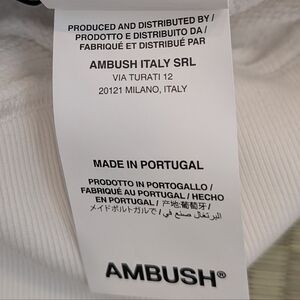 PRODUCED AND DISTRIBUTED BY /
PRODOTTO E DISTRIBUITO DA /
FABRIQUÉ ET DISTRIBUÉ PAR
AMBUSH ITALY SRL
VIA TURATI 12
20121 MILANO, ITALY
MADE IN PORTUGAL
PRODOTTO IN PORTOGALLO /
FABRIQUÉ AU PORTUGAL / HECHO
EN PORTUGAL / 产地:葡萄牙 /
メイドポルトガルで / صنع في البرتغال
AMBUSH®